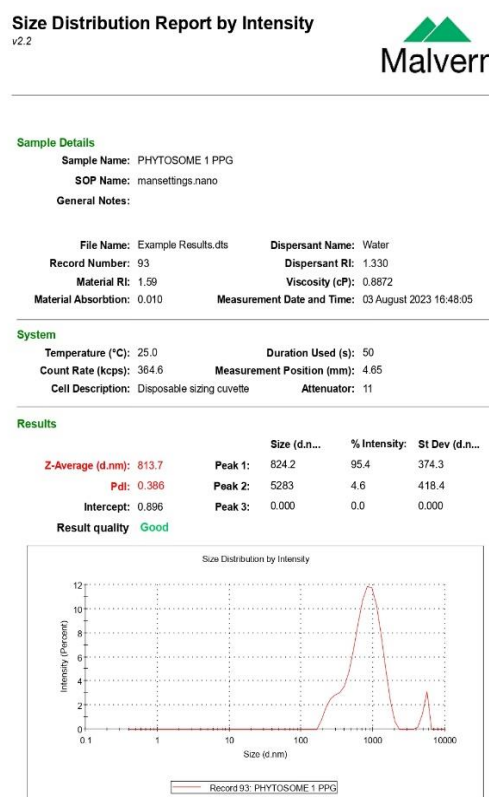 Size Distribution Report by Intensity
v2.2
Malvern
Sample Details
Sample Name: PHYTOSOME 1 PPG
SOP Name: mansettings.nano
General Notes:
File Name: Example Results.dts Dispersant Name: Water
Record Number: 93 Dispersant RI: 1.330
Material RI: 1.59 Viscosity (cP): 0.8872
Material Absorbtion: 0.010 Measurement Date and Time: 03 August 2023 16:48:05
System
Temperature (°C): 25.0 Duration Used (s): 50
Count Rate (kcps): 364.6 Measurement Position (mm): 4.65
Cell Description: Disposable sizing cuvette Attenuator: 11
Results
Size (d.n... % Intensity: St Dev (d.n...
Z-Average (d.nm): 813.7 Peak 1: 824.2 95.4 374.3
PdI: 0.386 Peak 2: 5283 4.6 418.4
Intercept: 0.896 Peak 3: 0.000 0.0 0.000
Result quality Good
Size Distribution by Intensity
Intensity (Percent)
12
10
8
6
4
2
0
0.1 1 10 100 1000 10000
Size (d.nm)
Record 93: PHYTOSOME 1 PPG